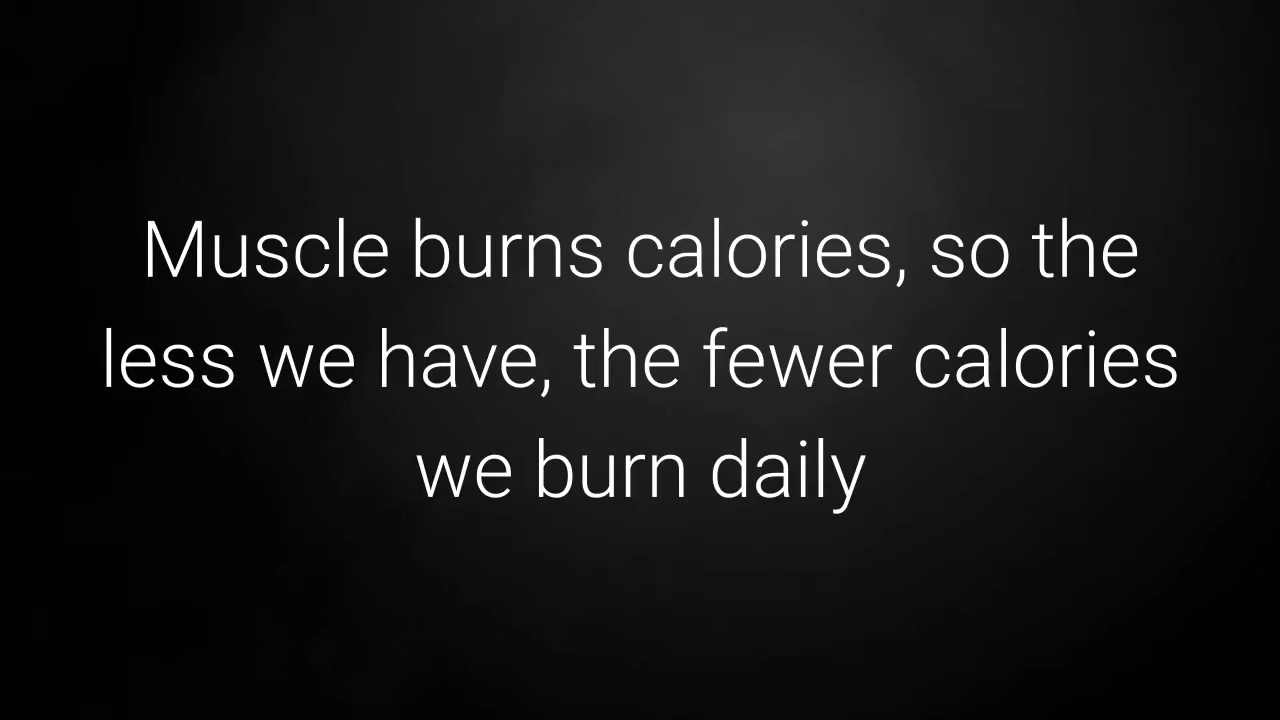 Muscle burns calories, so the
less we have, the fewer calories
we burn daily